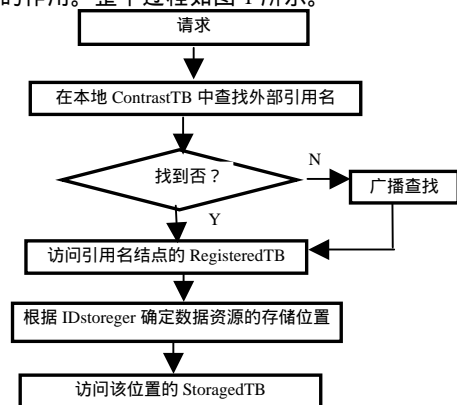 的作用。整个过程如图 1 所示。
请求
在本地 ContrastTB 中查找外部引用名
找到否？
N
广播查找
Y
访问引用名结点的 RegisteredTB
根据 IDstoreger 确定数据资源的存储位置
访问该位置的 StoragedTB